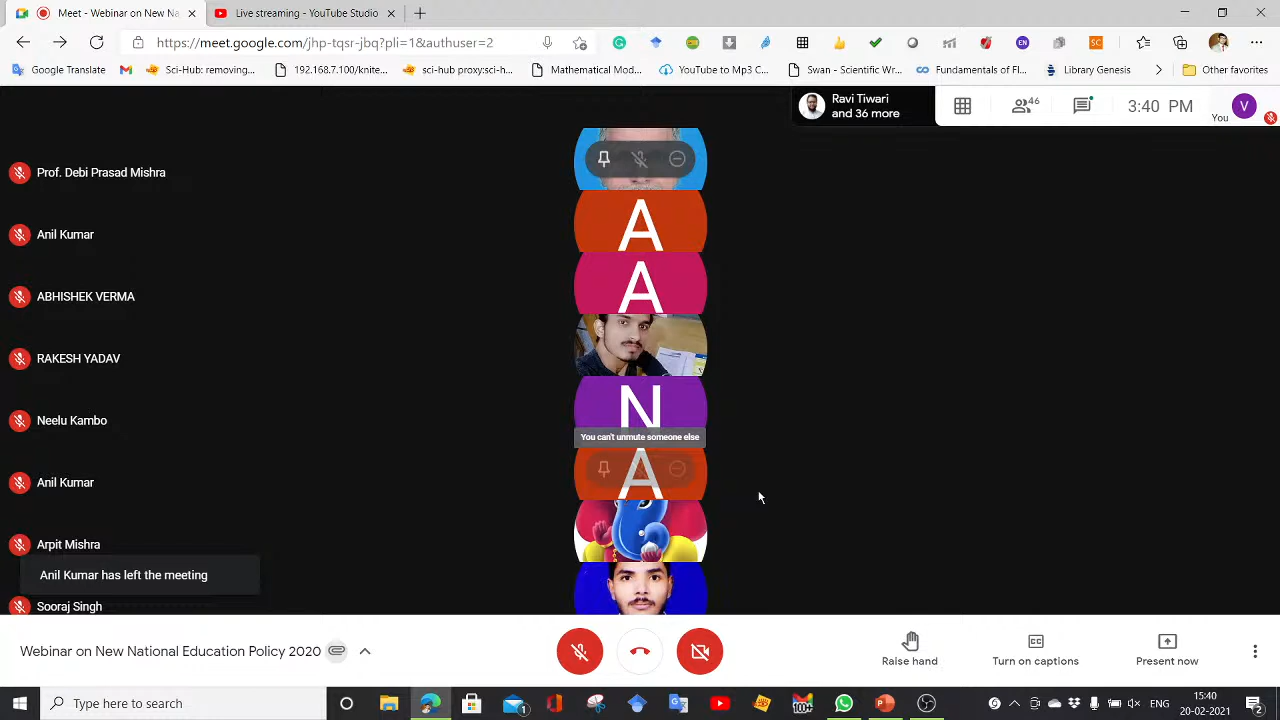 Meet - Webinar on New Na
Live streaming - YouTube Studio
https://meet.google.com/jhp-tqsr-jbq?pli=1&authuser=2
Google Translate
Sci-Hub: removing...
192.168.7.100/knite...
sci-hub proxy:sci-h...
Mathematical Mod...
YouTube to Mp3 C...
Swan - Scientific Wr...
Fundamentals of Fl...
Library Genesis
Other favorites
Ravi Tiwari
and 36 more
46
3:40 PM
V
You
Prof. Debi Prasad Mishra
A
Anil Kumar
A
ABHISHEK VERMA
RAKESH YADAV
N
Neelu Kambo
You can't unmute someone else
A
Anil Kumar
Arpit Mishra
Anil Kumar has left the meeting
Sooraj Singh
Webinar on New National Education Policy 2020
Raise hand
CC
Turn on captions
Present now
Type here to search
1
100+
15:40
20-02-2021
2